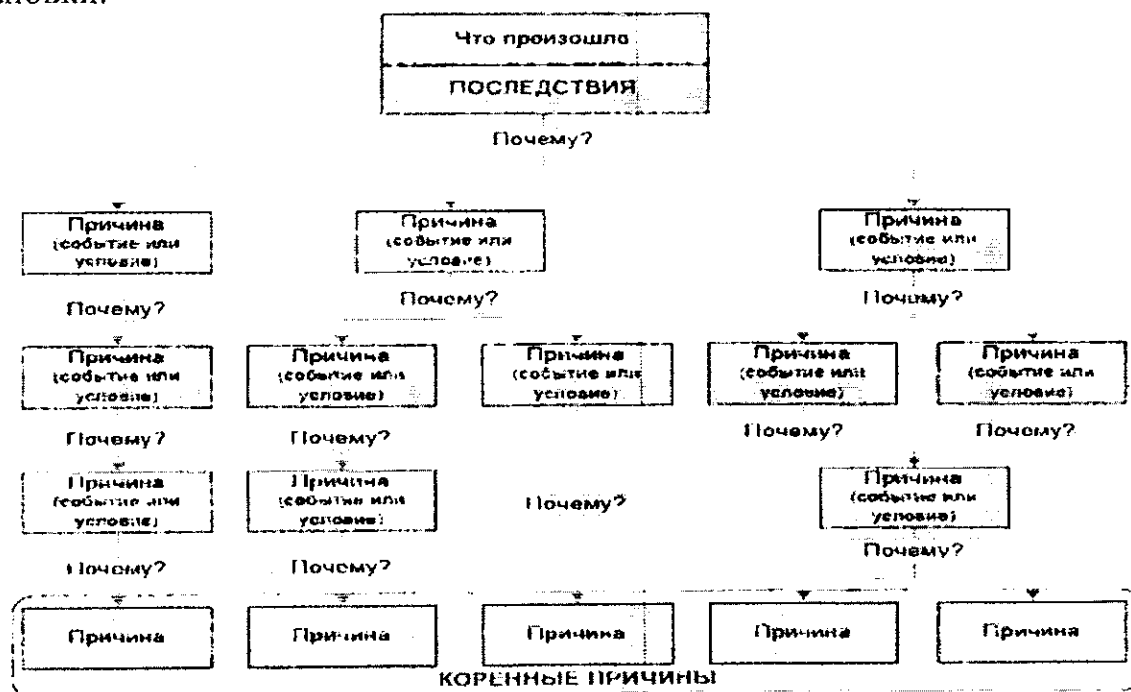 Что произошло
ПОСЛЕДСТВИЯ
Почему?
Причина
(событие или
условие)
Причина
(событие или
условие)
Причина
(событие или
условие)
Почему?
Почему?
Почему?
Причина
(событие или
условие)
Причина
(событие или
условие)
Причина
(событие или
условие)
Причина
(событие или
условие)
Причина
(событие или
условие)
Почему?
Почему?
Почему?
Почему?
Причина
(событие или
условие)
Причина
(событие или
условие)
Почему?
Причина
(событие или
условие)
Почему?
Почему?
Почему?
Причина
Причина
Причина
Причина
Причина
КОРЕННЫЕ ПРИЧИНЫ